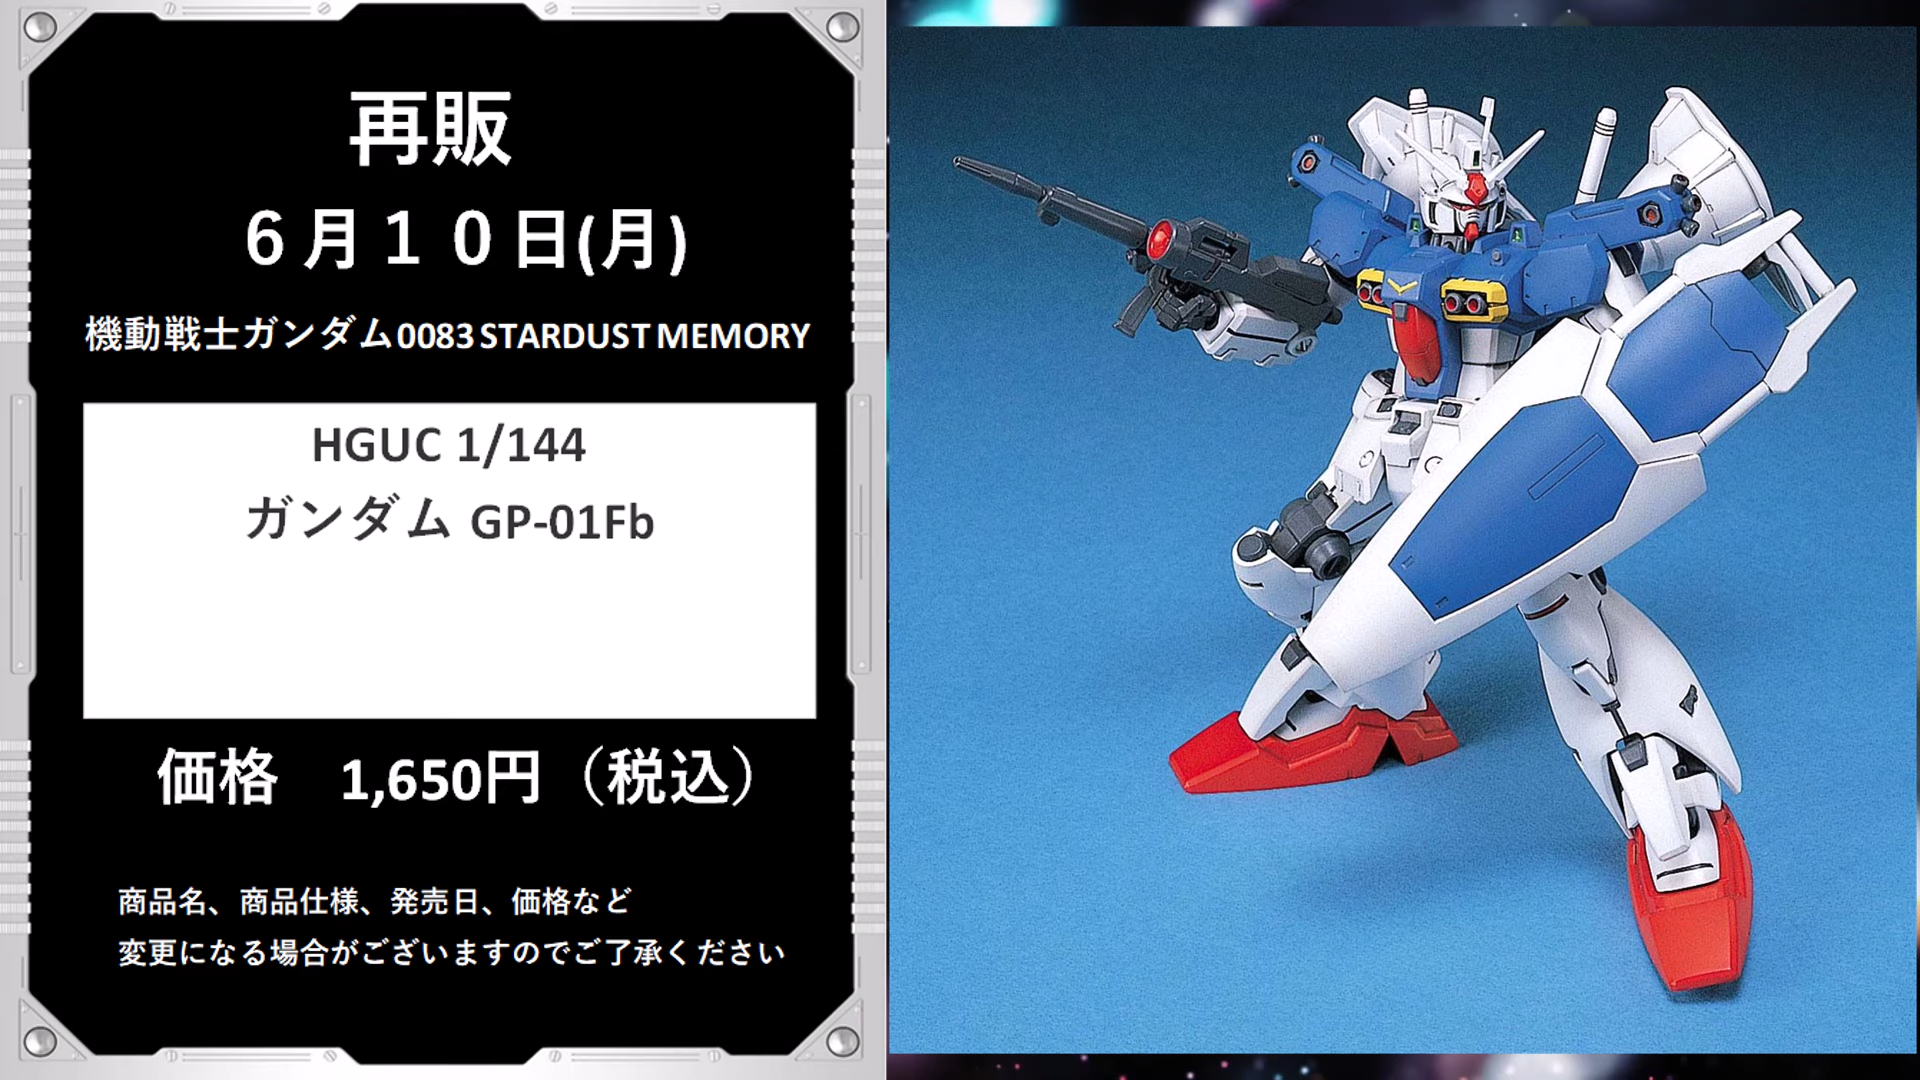 再販
６月１０日(月)
機動戦士ガンダム0083 STARDUST MEMORY
HGUC 1/144
ガンダム GP-01Fb
価格　1,650円（税込）
商品名、商品仕様、発売日、価格など
変更になる場合がございますのでご了承ください